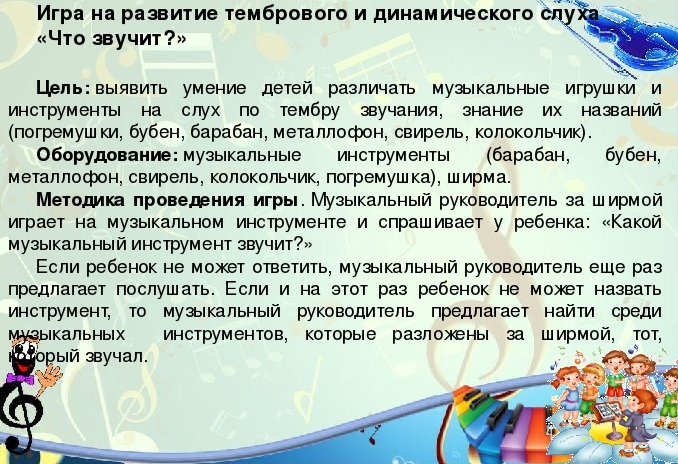 Игра на развитие тембрового и динамического слуха
«Что звучит?»
Цель: выявить умение детей различать музыкальные игрушки и
инструменты на слух по тембру звучания, знание их названий
(погремушки, бубен, барабан, металлофон, свирель, колокольчик).
Оборудование: музыкальные инструменты (барабан, бубен,
металлофон, свирель, колокольчик, погремушка), ширма.
Методика проведения игры. Музыкальный руководитель за ширмой
играет на музыкальном инструменте и спрашивает у ребенка: «Какой
музыкальный инструмент звучит?»
Если ребенок не может ответить, музыкальный руководитель еще раз
предлагает послушать. Если и на этот раз ребенок не может назвать
инструмент, то музыкальный руководитель предлагает найти среди
музыкальных инструментов, которые разложены за ширмой, тот,
который звучал.